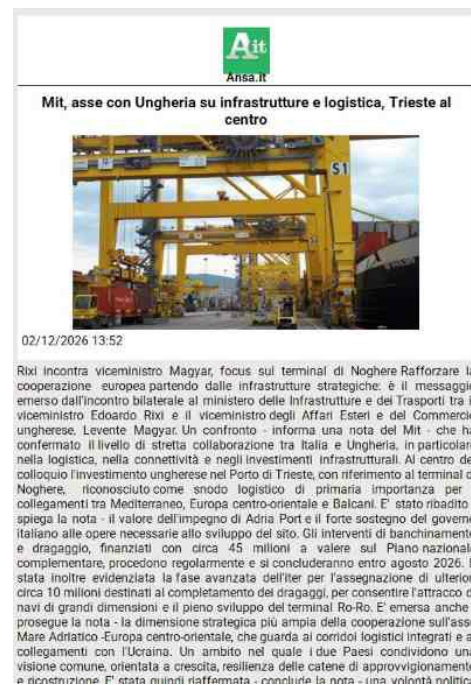 Ait
Ansa.it
Mit, asse con Ungheria su infrastrutture e logistica, Trieste al
centro
S1
02/12/2026 13:52
Rixi incontra viceministro Magyar, focus sul terminal di Noghere Rafforzare la
cooperazione europea partendo dalle infrastrutture strategiche: è il messaggio
emerso dall'incontro bilaterale al ministero delle Infrastrutture e dei Trasporti tra i
viceministro Edoardo Rixi e il viceministro degli Affari Esteri e del Commercio
ungherese, Levente Magyar. Un confronto - informa una nota del Mit - che ha
confermato il livello di stretta collaborazione tra Italia e Ungheria, in particolare
nella logistica, nella connettività e negli investimenti infrastrutturali. Al centro de
colloquio l'investimento ungherese nel Porto di Trieste, con riferimento al terminal d
Noghere, riconosciuto come snodo logistico di primaria importanza per
collegamenti tra Mediterraneo, Europa centro-orientale e Balcani. E' stato ribadito
spiega la nota - il valore dell'impegno di Adria Port e il forte sostegno del governo
italiano alle opere necessarie allo sviluppo del sito. Gli interventi di banchinamento
e dragaggio, finanziati con circa 45 milioni a valere sul Piano nazionale
complementare, procedono regolarmente e si concluderanno entro agosto 2026.
stata inoltre evidenziata la fase avanzata dell'iter per l'assegnazione di ulterior
circa 10 milioni destinati al completamento dei dragaggi, per consentire l'attracco d
navi di grandi dimensioni e il pieno sviluppo del terminal Ro-Ro. E' emersa anche
prosegue la nota - la dimensione strategica più ampia della cooperazione sull'asse
Mare Adriatico -Europa centro-orientale, che guarda ai corridoi logistici integrati e a
collegamenti con l'Ucraina. Un ambito nel quale i due Paesi condividono una
visione comune, orientata a crescita, resilienza delle catene di approvvigionamento
e ricostruzione. E' stata quindi riaffermata - conclude la nota - una volontà politica